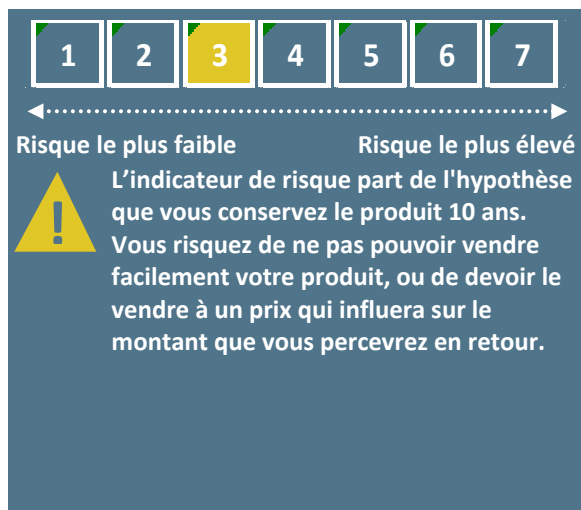 1 2 3 4 5 6 7
Risque le plus faible Risque le plus élevé
L’indicateur de risque part de l'hypothèse
que vous conservez le produit 10 ans.
Vous risquez de ne pas pouvoir vendre
facilement votre produit, ou de devoir le
vendre à un prix qui influera sur le
montant que vous percevrez en retour.